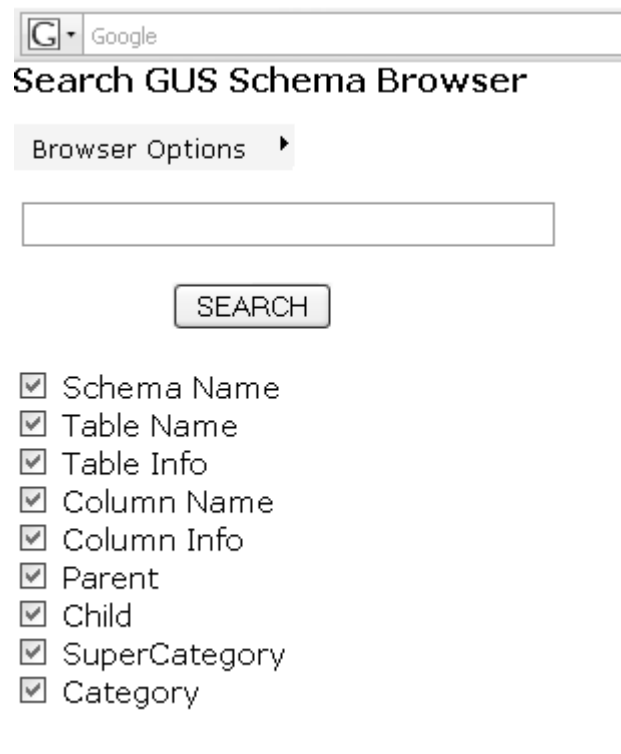 G Google
Search GUS Schema Browser
Browser Options
SEARCH
Schema Name
Table Name
Table Info
Column Name
Column Info
Parent
Child
SuperCategory
Category